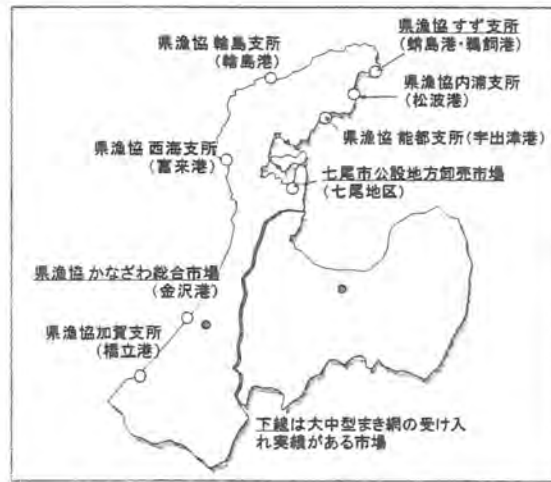 県漁協 輪島支所
(輪島港)
県漁協 すず支所
(蛸島港・鵜飼港)
県漁協内浦支所
(松波港)
県漁協 能都支所(宇出津港)
県漁協 西海支所
(富来港)
七尾市公設地方卸売市場
(七尾地区)
県漁協 かなざわ総合市場
(金沢港)
県漁協加賀支所
(橋立港)
下線は大中型まき網の受け入
れ実績がある市場